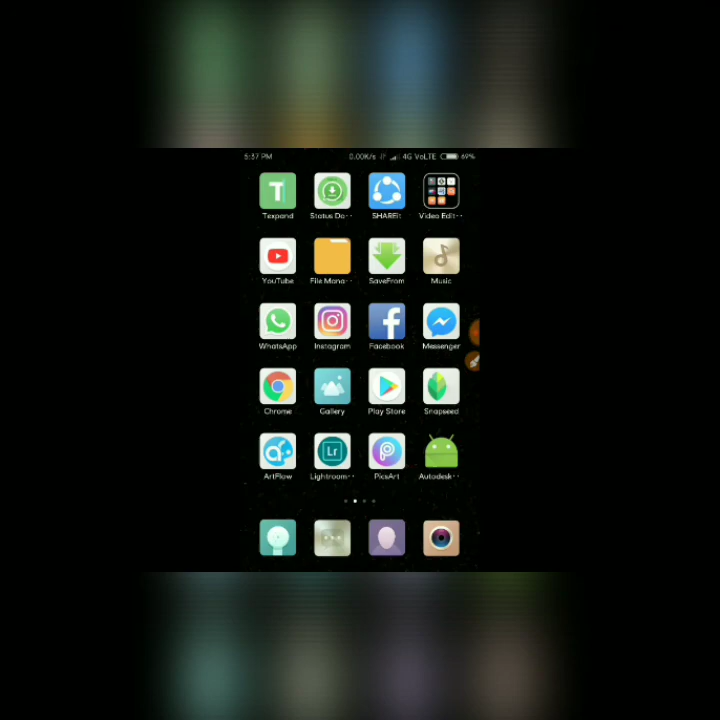 5:37 PM 0.00K/s 4G VoLTE 69%
T
Texpand Status Do·· SHAREit Video Edit··
YouTube File Mana·· SaveFrom Music
WhatsApp Instagram Facebook Messenger
Chrome Gallery Play Store Snapseed
Lr
ArtFlow Lightroom·· PicsArt Autodesk··